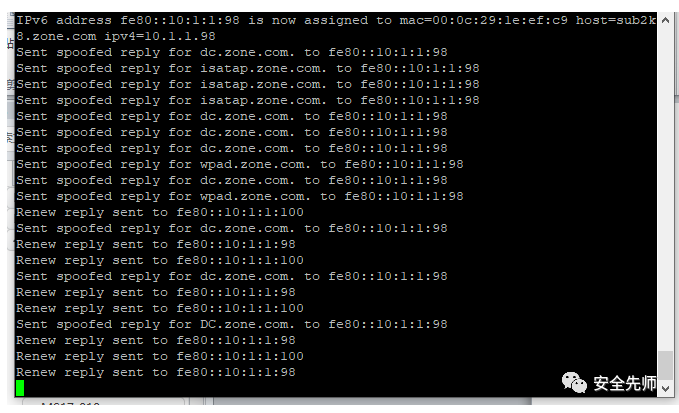 IPv6 address fe80::10:1:1:98 is now assigned to mac=00:0c:29:1e:ef:c9 host=sub2k
8.zone.com ipv4=10.1.1.98
Sent spoofed reply for dc.zone.com. to fe80::10:1:1:98
Sent spoofed reply for isatap.zone.com. to fe80::10:1:1:98
Sent spoofed reply for isatap.zone.com. to fe80::10:1:1:98
Sent spoofed reply for isatap.zone.com. to fe80::10:1:1:98
Sent spoofed reply for dc.zone.com. to fe80::10:1:1:98
Sent spoofed reply for dc.zone.com. to fe80::10:1:1:98
Sent spoofed reply for dc.zone.com. to fe80::10:1:1:98
Sent spoofed reply for wpad.zone.com. to fe80::10:1:1:98
Sent spoofed reply for dc.zone.com. to fe80::10:1:1:98
Sent spoofed reply for wpad.zone.com. to fe80::10:1:1:98
Renew reply sent to fe80::10:1:1:100
Sent spoofed reply for dc.zone.com. to fe80::10:1:1:98
Renew reply sent to fe80::10:1:1:98
Renew reply sent to fe80::10:1:1:100
Sent spoofed reply for dc.zone.com. to fe80::10:1:1:98
Renew reply sent to fe80::10:1:1:98
Renew reply sent to fe80::10:1:1:100
Sent spoofed reply for DC.zone.com. to fe80::10:1:1:98
Renew reply sent to fe80::10:1:1:98
Renew reply sent to fe80::10:1:1:100
Renew reply sent to fe80::10:1:1:98
安全先师